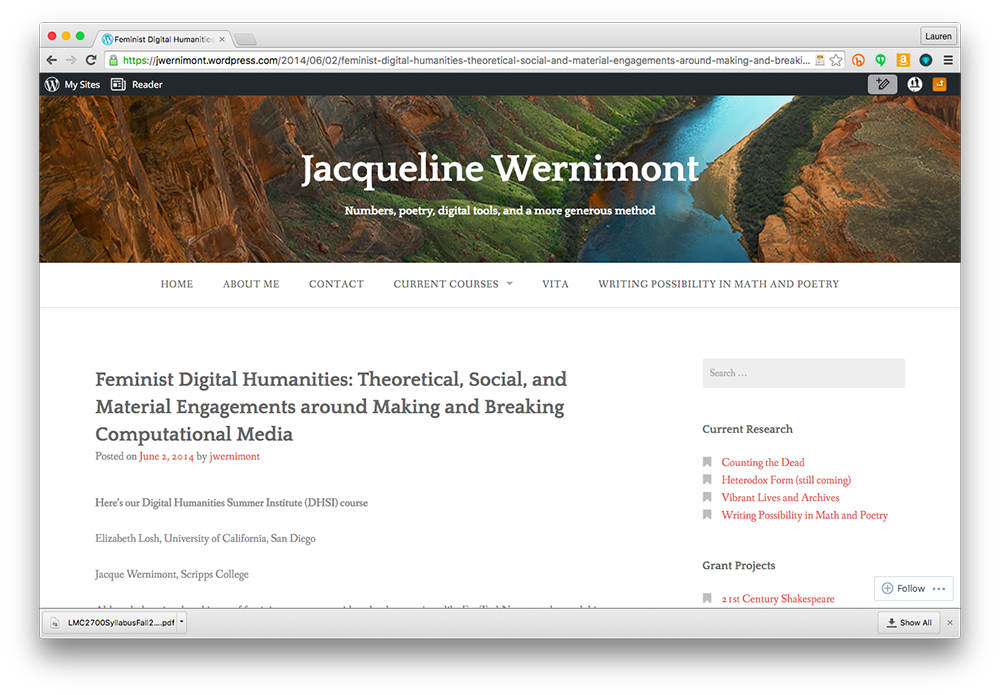 Feminist Digital Humanities
Lauren
https://jwernimont.wordpress.com/2014/06/02/feminist-digital-humanities-theoretical-social-and-material-engagements-around-making-and-breaki...
My Sites
Reader
Jacqueline Wernimont
Numbers, poetry, digital tools, and a more generous method
HOME ABOUT ME CONTACT CURRENT COURSES VITA WRITING POSSIBILITY IN MATH AND POETRY
Feminist Digital Humanities: Theoretical, Social, and
Material Engagements around Making and Breaking
Computational Media
Posted on June 2, 2014 by jwernimont
Here's our Digital Humanities Summer Institute (DHSI) course
Elizabeth Losh, University of California, San Diego
Jacque Wernimont, Scripps College
Search ...
Current Research
Counting the Dead
Heterodox Form (still coming)
Vibrant Lives and Archives
Writing Possibility in Math and Poetry
Grant Projects
21st Century Shakespeare
Follow
LMC2700SyllabusFall2....pdf
Show All